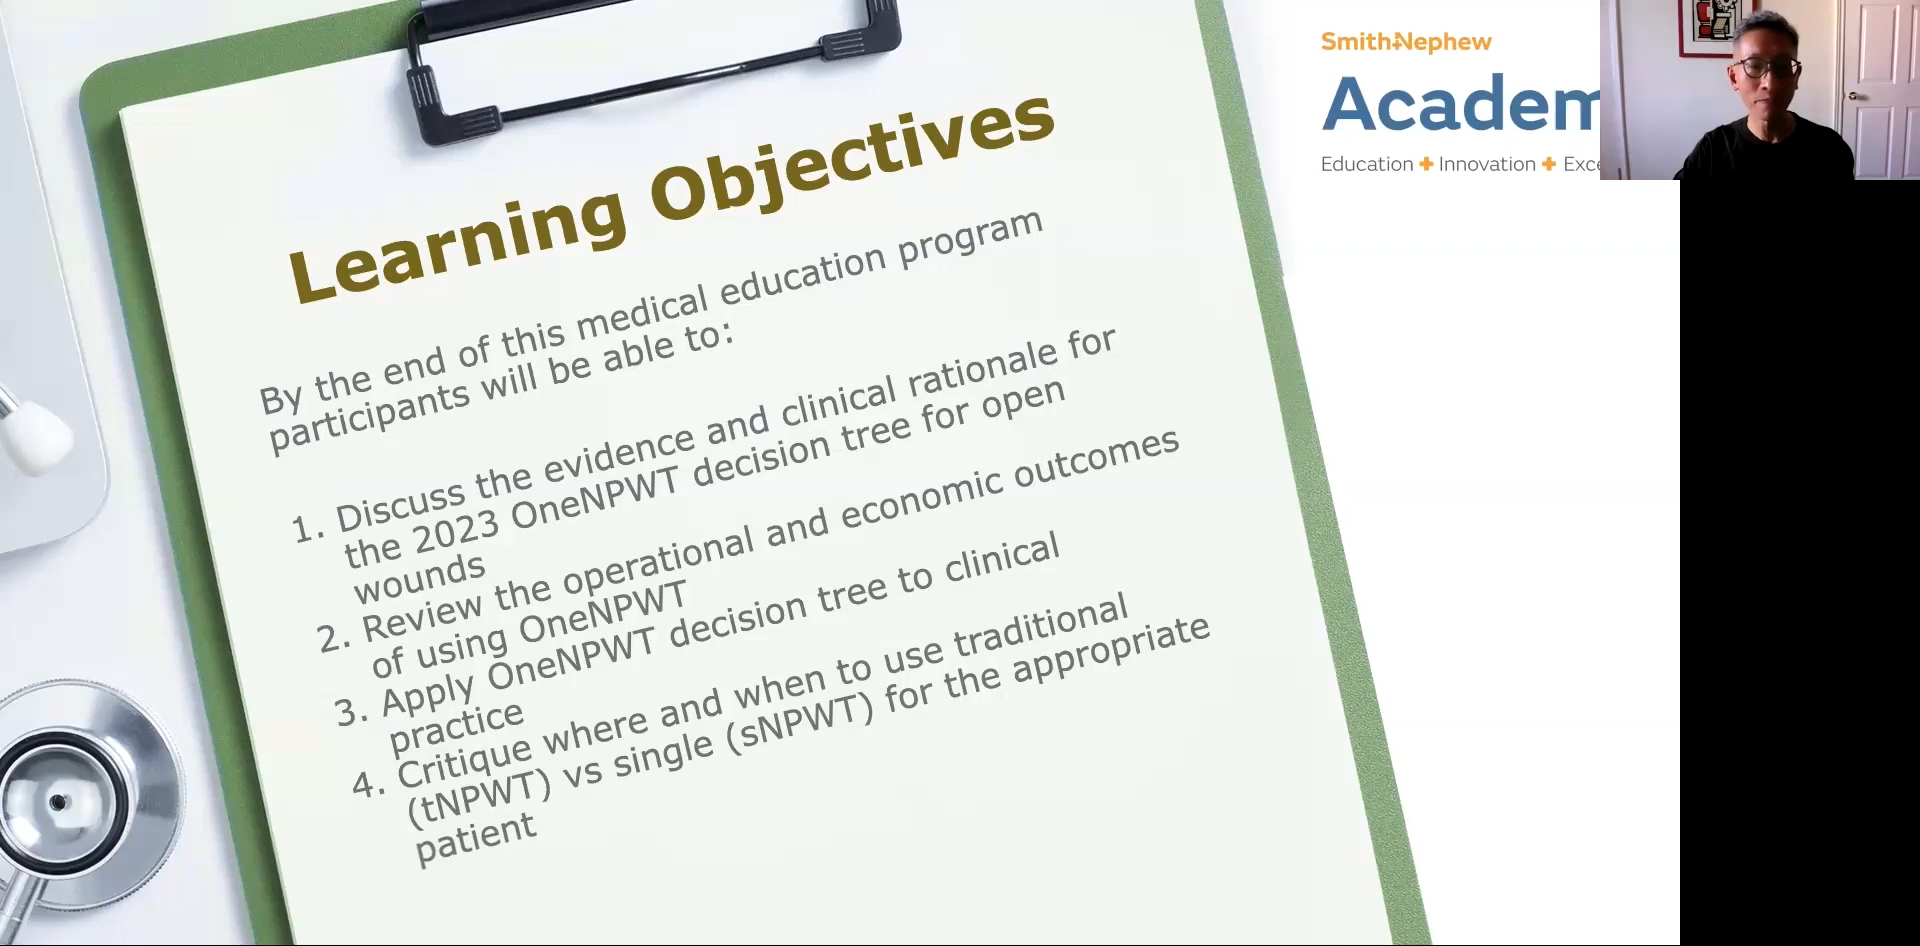 Smith+Nephew
Academ
Education + Innovation + Exce
Learning Objectives
By the end of this medical education program
participants will be able to:
1. Discuss the evidence and clinical rationale for
the 2023 OneNPWT decision tree for open
wounds
2. Review the operational and economic outcomes
of using OneNPWT
3. Apply OneNPWT decision tree to clinical
practice
4. Critique where and when to use traditional
(tNPWT) vs single (sNPWT) for the appropriate
patient